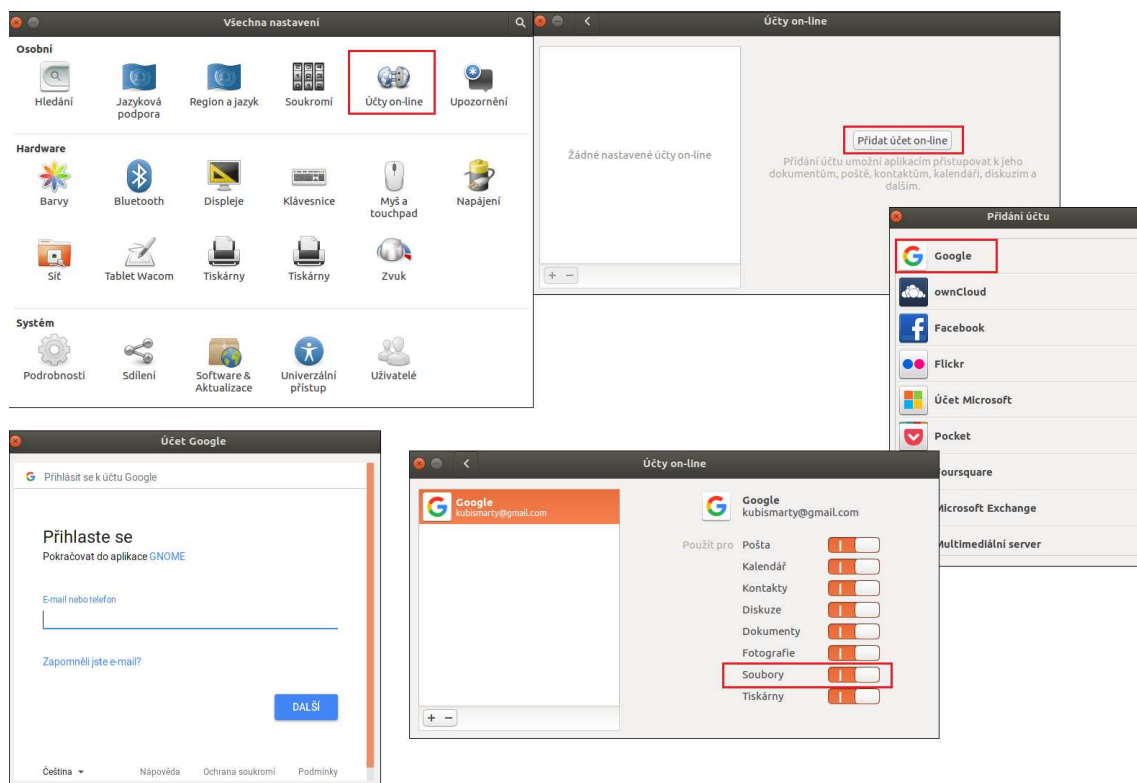 Všechna nastavení
Osobní
Hledání
Jazyková
podpora
Region a jazyk
Soukromí
Účty on-line
Upozornění
Hardware
Barvy
Bluetooth
Displeje
Klávesnice
Myš a
touchpad
Napájení
Síť
Tablet Wacom
Tiskárny
Tiskárny
Zvuk
Systém
Podrobnosti
Sdílení
Software &
Aktualizace
Univerzální
přístup
Uživatelé
Účty on-line
Žádné nastavené účty on-line
Přidat účet on-line
Přidání účtu umožní aplikacím přistupovat k jeho
dokumentům, poště, kontaktům, kalendáři, diskuzím a
dalším.
+ −
Přidání účtu
Google
ownCloud
Facebook
Flickr
Účet Microsoft
Pocket
Foursquare
Microsoft Exchange
Multimediální server
Účet Google
Přihlásit se k účtu Google
Přihlaste se
Pokračovat do aplikace GNOME
E-mail nebo telefon
Zapomněli jste e-mail?
DALŠÍ
Čeština
Nápověda
Ochrana soukromí
Podmínky
Účty on-line
Google
kubismarty@gmail.com
Google
kubismarty@gmail.com
Použít pro Pošta
Kalendář
Kontakty
Diskuze
Dokumenty
Fotografie
Soubory
Tiskárny
+ −